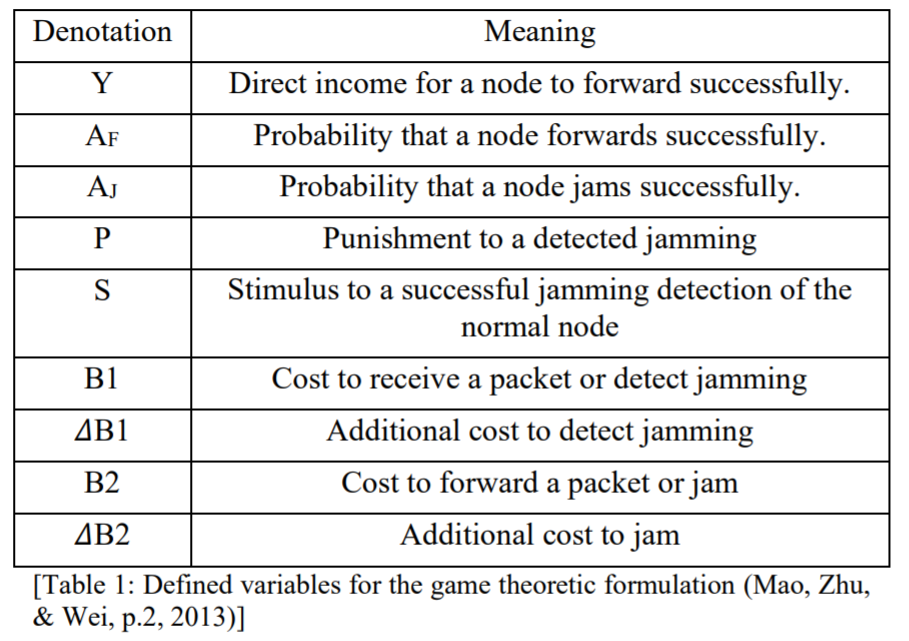 Denotation Meaning
Y Direct income for a node to forward successfully.
AF Probability that a node forwards successfully.
AJ Probability that a node jams successfully.
P Punishment to a detected jamming
S Stimulus to a successful jamming detection of the
normal node
B1 Cost to receive a packet or detect jamming
ΔB1 Additional cost to detect jamming
B2 Cost to forward a packet or jam
ΔB2 Additional cost to jam
[Table 1: Defined variables for the game theoretic formulation (Mao, Zhu,
& Wei, p.2, 2013)]